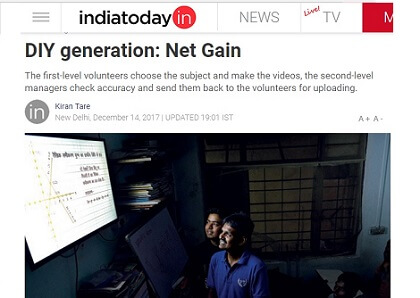 indiatoday in
NEWS
Live!
TV
M
DIY generation: Net Gain
The first-level volunteers choose the subject and make the videos, the second-level
managers check accuracy and send them back to the volunteers for uploading.
in
Kiran Tare
New Delhi, December 14, 2017 | UPDATED 19:01 IST
A + A -